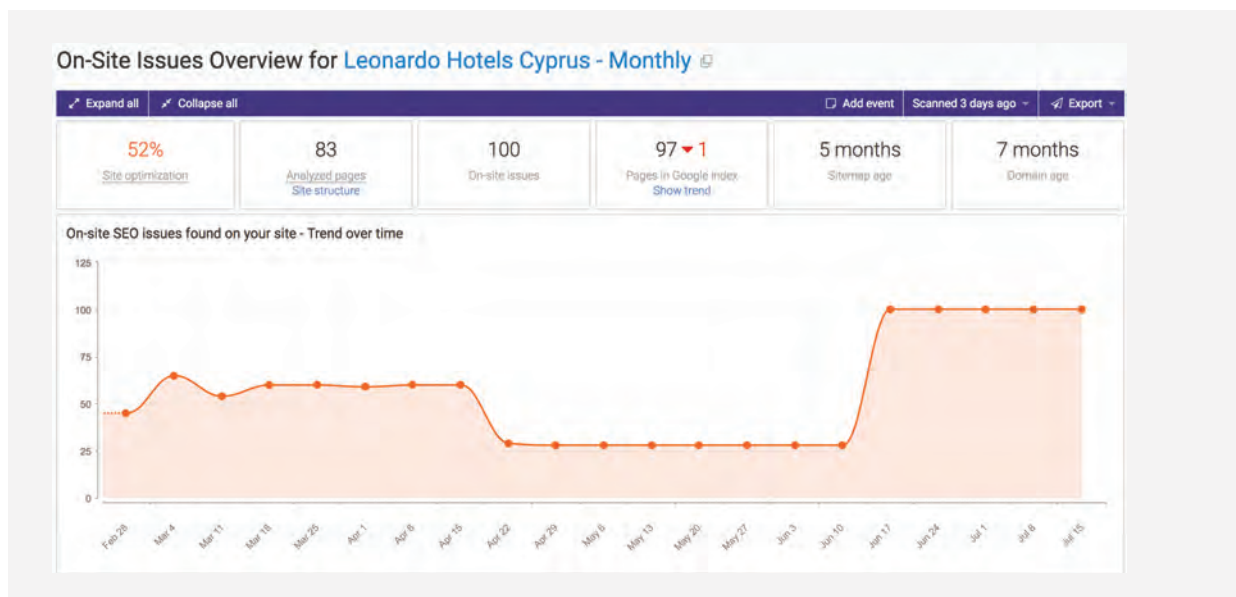 On-Site Issues Overview for Leonardo Hotels Cyprus - Monthly
Expand all Collapse all Add event Scanned 3 days ago Export
52% 83 100 97 1 5 months 7 months
Site optimization Analyzed pages On-site issues Pages in Google index Sitemap age Domain age
Site structure Show trend
On-site SEO issues found on your site - Trend over time
125
100
75
50
25
0
Feb 28 Mar 4 Mar 11 Mar 18 Mar 25 Apr 1 Apr 8 Apr 15 Apr 22 Apr 29 May 6 May 13 May 20 May 27 Jun 3 Jun 10 Jun 17 Jun 24 Jul 1 Jul 8 Jul 15